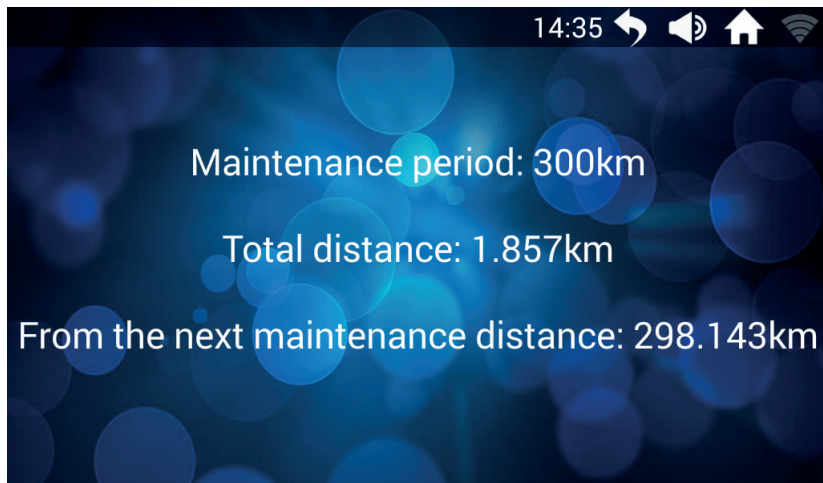 14:35
Maintenance period: 300km
Total distance: 1.857km
From the next maintenance distance: 298.143km